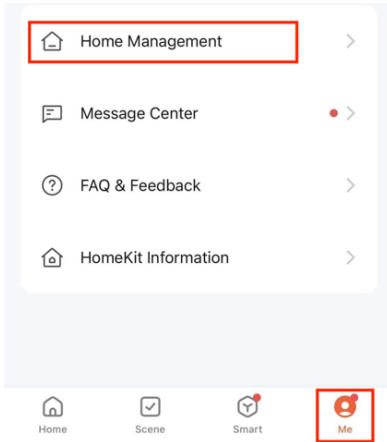 Home Management
Message Center
FAQ & Feedback
HomeKit Information
Home
Scene
Smart
Me